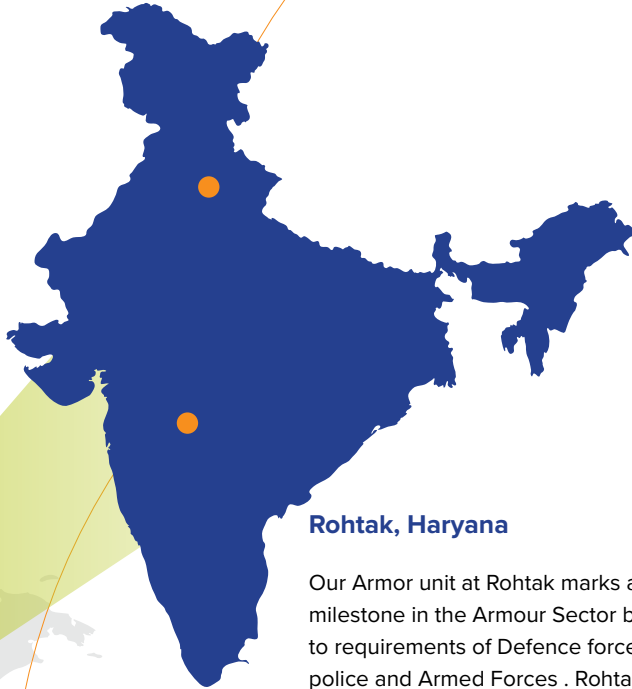 Rohtak, Haryana
Our Armor unit at Rohtak marks a
milestone in the Armour Sector b
to requirements of Defence force
police and Armed Forces . Rohta